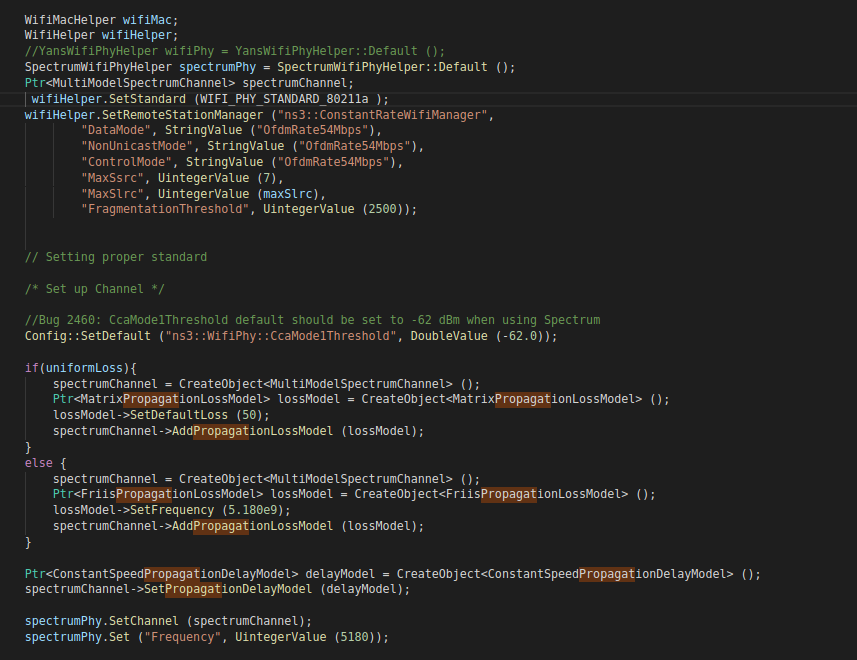 WifiMacHelper wifiMac;
WifiHelper wifiHelper;
//YansWifiPhyHelper wifiPhy = YansWifiPhyHelper::Default ();
SpectrumWifiPhyHelper spectrumPhy = SpectrumWifiPhyHelper::Default ();
Ptr<MultiModelSpectrumChannel> spectrumChannel;
wifiHelper.SetStandard (WIFI_PHY_STANDARD_80211a );
wifiHelper.SetRemoteStationManager ("ns3::ConstantRateWifiManager",
"DataMode", StringValue ("OfdmRate54Mbps"),
"NonUnicastMode", StringValue ("OfdmRate54Mbps"),
"ControlMode", StringValue ("OfdmRate54Mbps"),
"MaxSsrc", UintegerValue (7),
"MaxSlrc", UintegerValue (maxSlrc),
"FragmentationThreshold", UintegerValue (2500));
// Setting proper standard
/* Set up Channel */
//Bug 2460: CcaMode1Threshold default should be set to -62 dBm when using Spectrum
Config::SetDefault ("ns3::WifiPhy::CcaMode1Threshold", DoubleValue (-62.0));
if(uniformLoss){
spectrumChannel = CreateObject<MultiModelSpectrumChannel> ();
Ptr<MatrixPropagationLossModel> lossModel = CreateObject<MatrixPropagationLossModel> ();
lossModel->SetDefaultLoss (50);
spectrumChannel->AddPropagationLossModel (lossModel);
}
else {
spectrumChannel = CreateObject<MultiModelSpectrumChannel> ();
Ptr<FriisPropagationLossModel> lossModel = CreateObject<FriisPropagationLossModel> ();
lossModel->SetFrequency (5.180e9);
spectrumChannel->AddPropagationLossModel (lossModel);
}
Ptr<ConstantSpeedPropagationDelayModel> delayModel = CreateObject<ConstantSpeedPropagationDelayModel> ();
spectrumChannel->SetPropagationDelayModel (delayModel);
spectrumPhy.SetChannel (spectrumChannel);
spectrumPhy.Set ("Frequency", UintegerValue (5180));